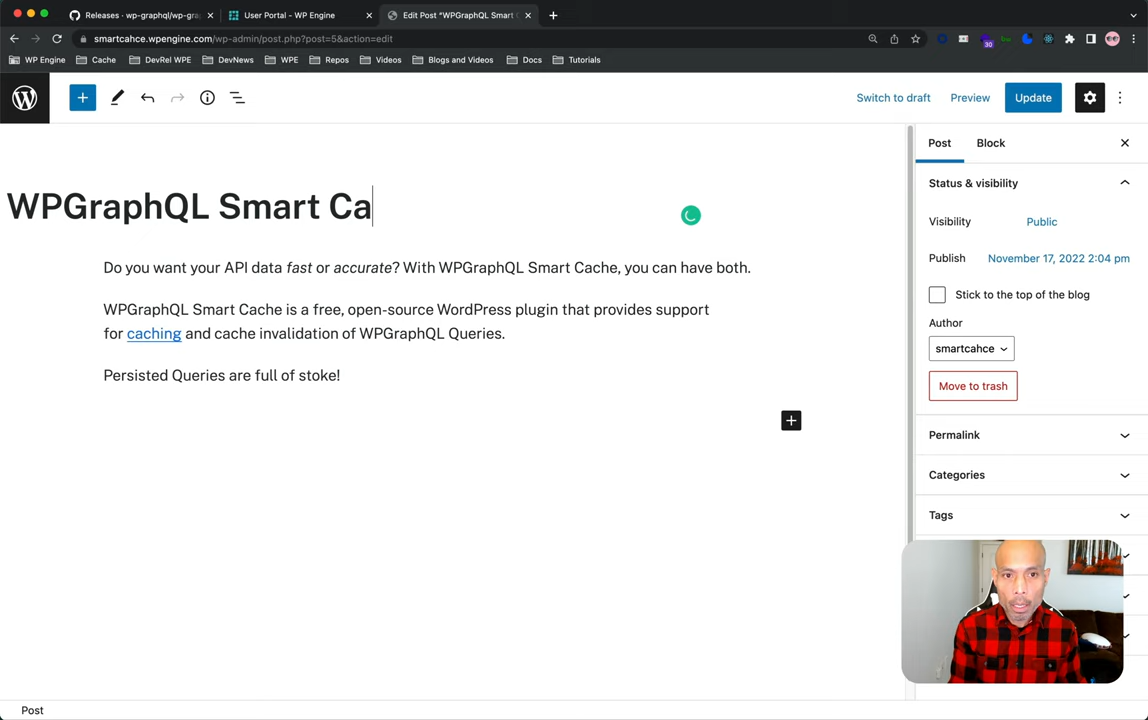 Releases · wp-graphql/wp-gra
User Portal - WP Engine
Edit Post "WPGraphQL Smart C
smartcahce.wpengine.com/wp-admin/post.php?post=5&action=edit
30
WP Engine
Cache
DevRel WPE
DevNews
WPE
Repos
Videos
Blogs and Videos
Docs
Tutorials
Switch to draft
Preview
Update
Post
Block
WPGraphQL Smart Ca
Do you want your API data fast or accurate? With WPGraphQL Smart Cache, you can have both.
WPGraphQL Smart Cache is a free, open-source WordPress plugin that provides support
for caching and cache invalidation of WPGraphQL Queries.
Persisted Queries are full of stoke!
Status & visibility
Visibility
Public
Publish
November 17, 2022 2:04 pm
Stick to the top of the blog
Author
smartcahce
Move to trash
Permalink
Categories
Tags
Post